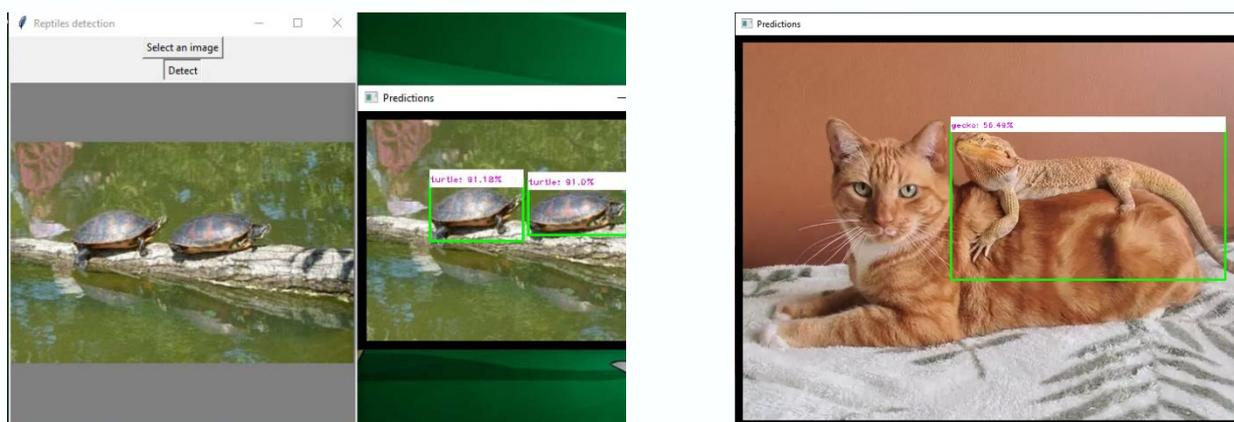 Reptiles detection
Select an image
Detect
Predictions
turtle: 91.18%
turtle: 91.0%
Predictions
gecko: 56.49%